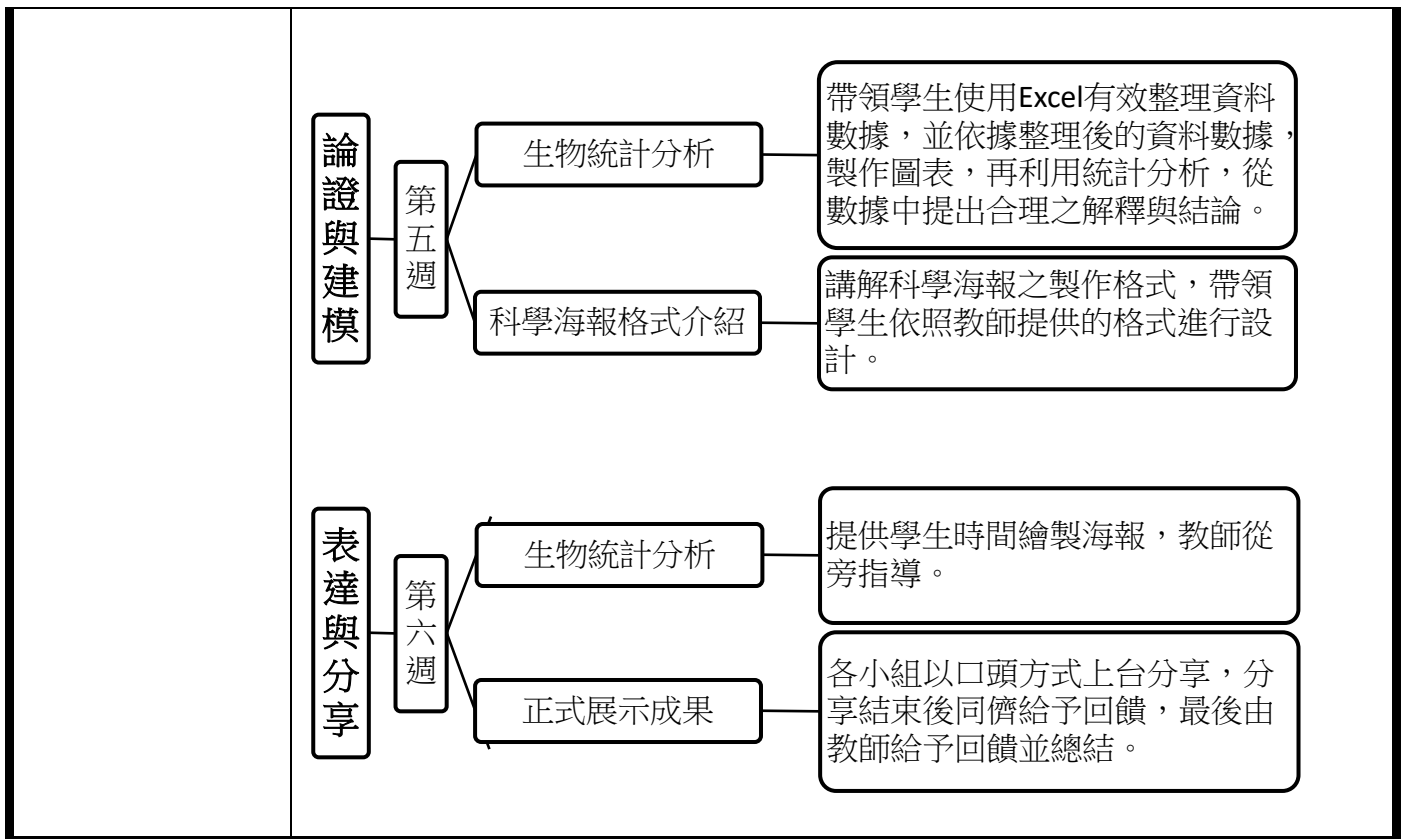 論證與建模
第五週
生物統計分析
帶領學生使用Excel有效整理資料
數據，並依據整理後的資料數據，
製作圖表，再利用統計分析，從
數據中提出合理之解釋與結論。
科學海報格式介紹
講解科學海報之製作格式，帶領
學生依照教師提供的格式進行設
計。
表達與分享
第六週
生物統計分析
提供學生時間繪製海報，教師從
旁指導。
正式展示成果
各小組以口頭方式上台分享，分
享結束後同儕給予回饋，最後由
教師給予回饋並總結。